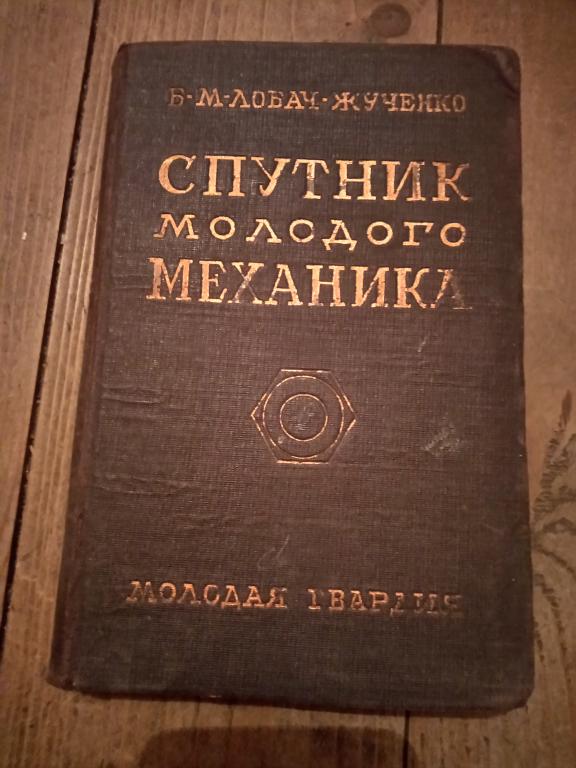 Б·М·ЛОБАЧ·ЖУЧЕНКО
СПУТНИК
МОЛОДОГО
МЕХАНИКА
МОЛОДАЯ ГВАРДИЯ